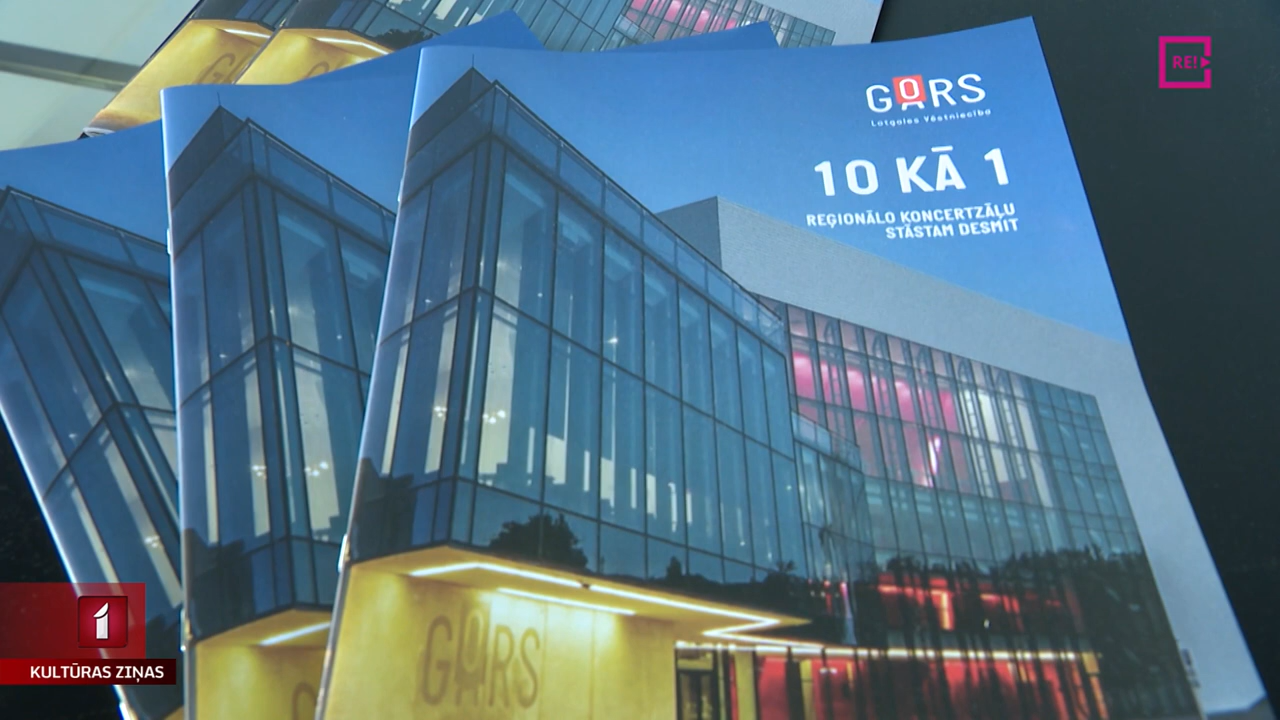 GORS
Latgales Vēstniecība
10 KĀ 1
REĢIONĀLO KONCERTZĀĻU
STĀSTAM DESMIT
GORS
RE!
1
KULTŪRAS ZIŅAS